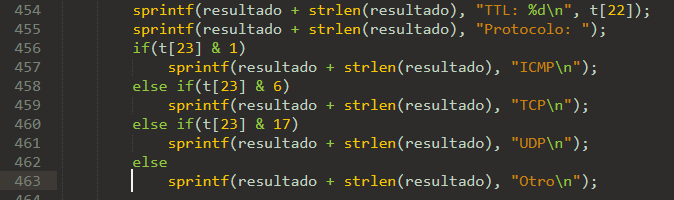 454 sprintf(resultado + strlen(resultado), "TTL: %d\n", t[22]);
455 sprintf(resultado + strlen(resultado), "Protocolo: ");
456 if(t[23] & 1)
457 sprintf(resultado + strlen(resultado), "ICMP\n");
458 else if(t[23] & 6)
459 sprintf(resultado + strlen(resultado), "TCP\n");
460 else if(t[23] & 17)
461 sprintf(resultado + strlen(resultado), "UDP\n");
462 else
463 sprintf(resultado + strlen(resultado), "Otro\n");